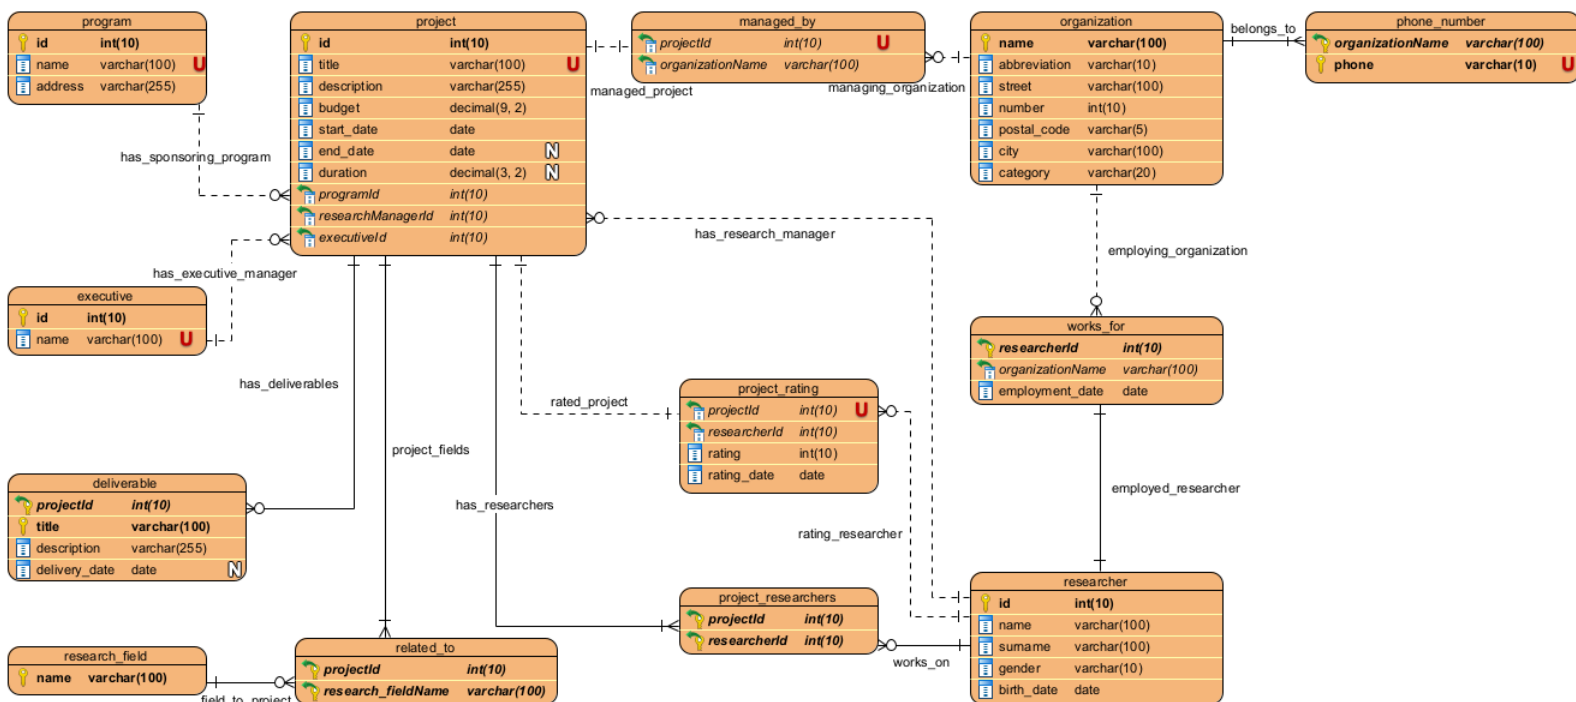 program
id int(10)
name varchar(100) U
address varchar(255)
project
id int(10)
title varchar(100) U
description varchar(255)
budget decimal(9, 2)
start_date date
end_date date N
duration decimal(3, 2) N
programId int(10)
researchManagerId int(10)
executiveId int(10)
managed_by
projectId int(10) U
organizationName varchar(100)
organization
name varchar(100)
abbreviation varchar(10)
street varchar(100)
number int(10)
postal_code varchar(5)
city varchar(100)
category varchar(20)
belongs_to
phone_number
organizationName varchar(100)
phone varchar(10) U
managed_project
managing_organization
has_sponsoring_program
has_research_manager
employing_organization
has_executive_manager
executive
id int(10)
name varchar(100) U
works_for
researcherId int(10)
organizationName varchar(100)
employment_date date
has_deliverables
rated_project
project_rating
projectId int(10) U
researcherId int(10)
rating int(10)
rating_date date
project_fields
has_researchers
employed_researcher
rating_researcher
deliverable
projectId int(10)
title varchar(100)
description varchar(255)
delivery_date date N
project_researchers
projectId int(10)
researcherId int(10)
works_on
researcher
id int(10)
name varchar(100)
surname varchar(100)
gender varchar(10)
birth_date date
research_field
name varchar(100)
field_to_project
related_to
projectId int(10)
research_fieldName varchar(100)